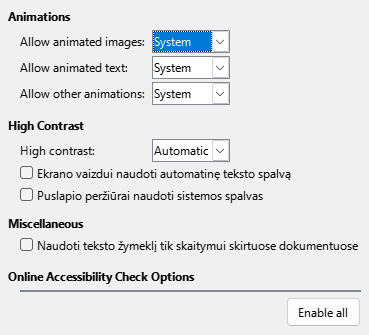 Animations
Allow animated images: System
Allow animated text: System
Allow other animations: System
High Contrast
High contrast: Automatic
Ekrano vaizdui naudoti automatinę teksto spalvą
Puslapio peržiūrai naudoti sistemos spalvas
Miscellaneous
Naudoti teksto žymeklį tik skaitymui skirtuose dokumentuose
Online Accessibility Check Options
Enable all